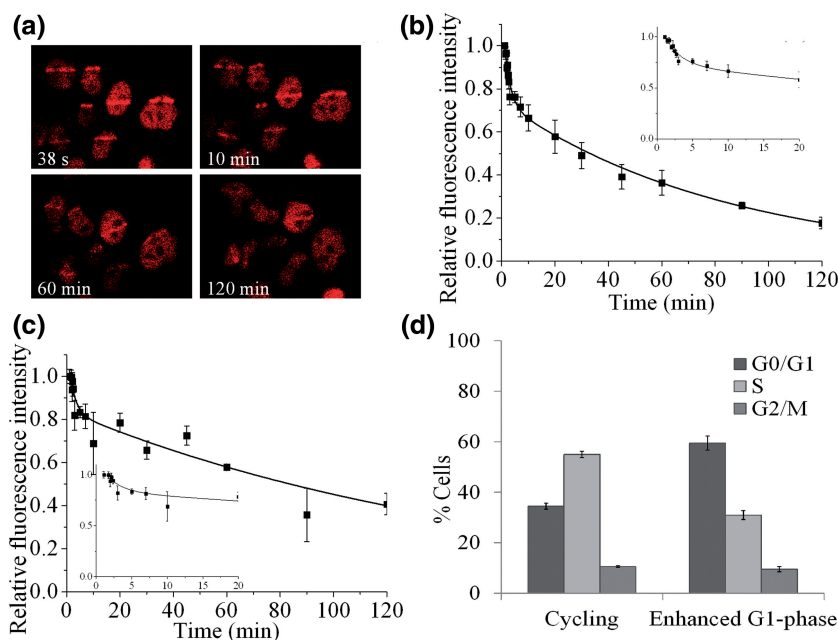 (a)
38 s
10 min
60 min
120 min
(b)
Relative fluorescence intensity
1.0
0.8
0.6
0.4
0.2
0.0
0 20 40 60 80 100 120
Time (min)
1.0
0.5
0
0 5 10 15 20
(c)
Relative fluorescence intensity
1.0
0.8
0.6
0.4
0.2
0.0
0 20 40 60 80 100 120
Time (min)
1.0
0.5
0
0 5 10 15 20
(d)
% Cells
100
80
60
40
20
0
G0/G1
S
G2/M
Cycling Enhanced G1-phase